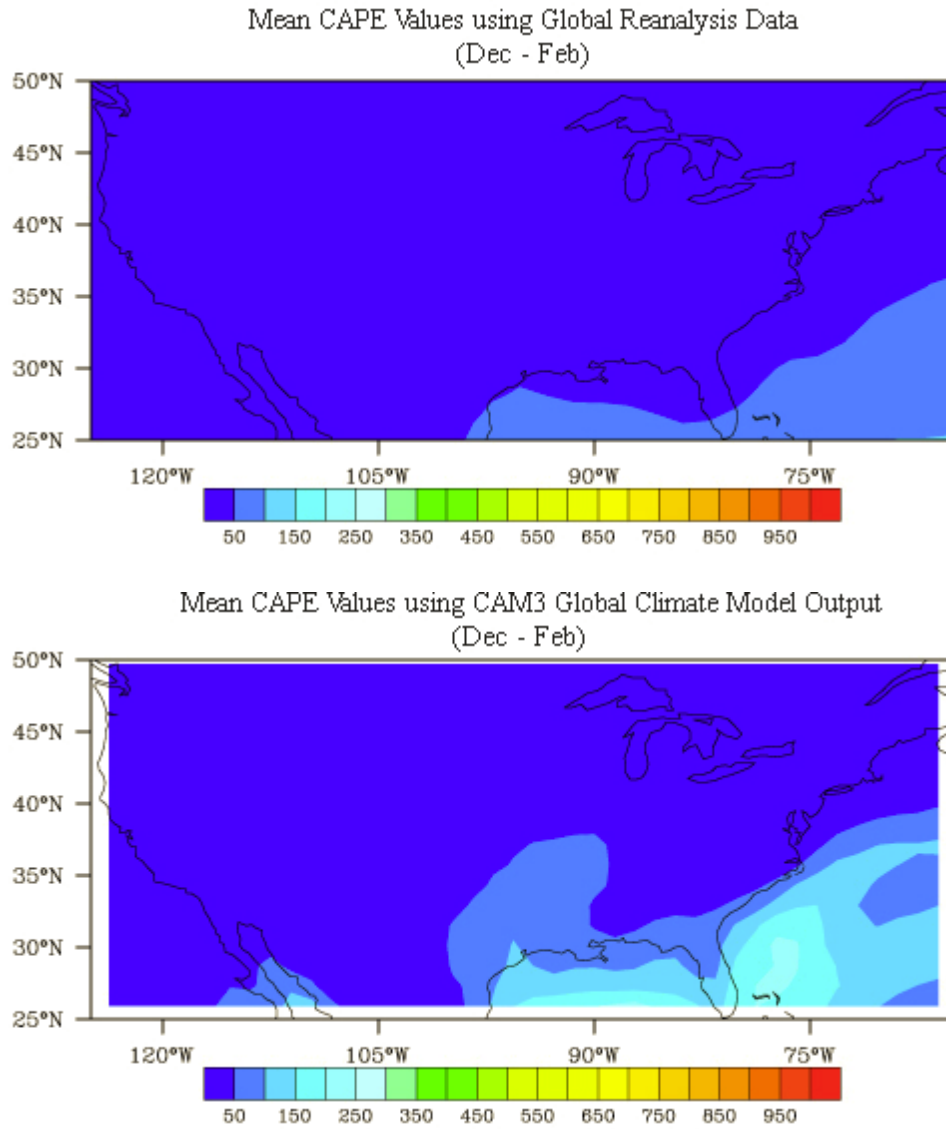 Mean CAPE Values using Global Reanalysis Data
(Dec - Feb)
50°N
45°N
40°N
35°N
30°N
25°N
120°W 105°W 90°W 75°W
50 150 250 350 450 550 650 750 850 950
Mean CAPE Values using CAM3 Global Climate Model Output
(Dec - Feb)
50°N
45°N
40°N
35°N
30°N
25°N
120°W 105°W 90°W 75°W
50 150 250 350 450 550 650 750 850 950